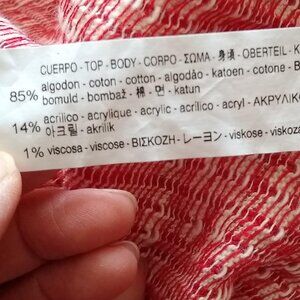 CUERPO - TOP - BODY - CORPO - ΣΩΜΑ - 身頃 - OBERTEIL - K
85% algodon - coton - cotton - algodão - katoen - cotone - B
bomuld - bombaž - 棉 - 면 - katun
14% acrilico - acrylique - acrylic - acrílico - acryl - ΑΚΡΥΛΙΚ
아크릴 - akrilik
1% viscosa - viscose - ΒΙΣΚΟΖΗ - レーヨン - viskose - viskoza